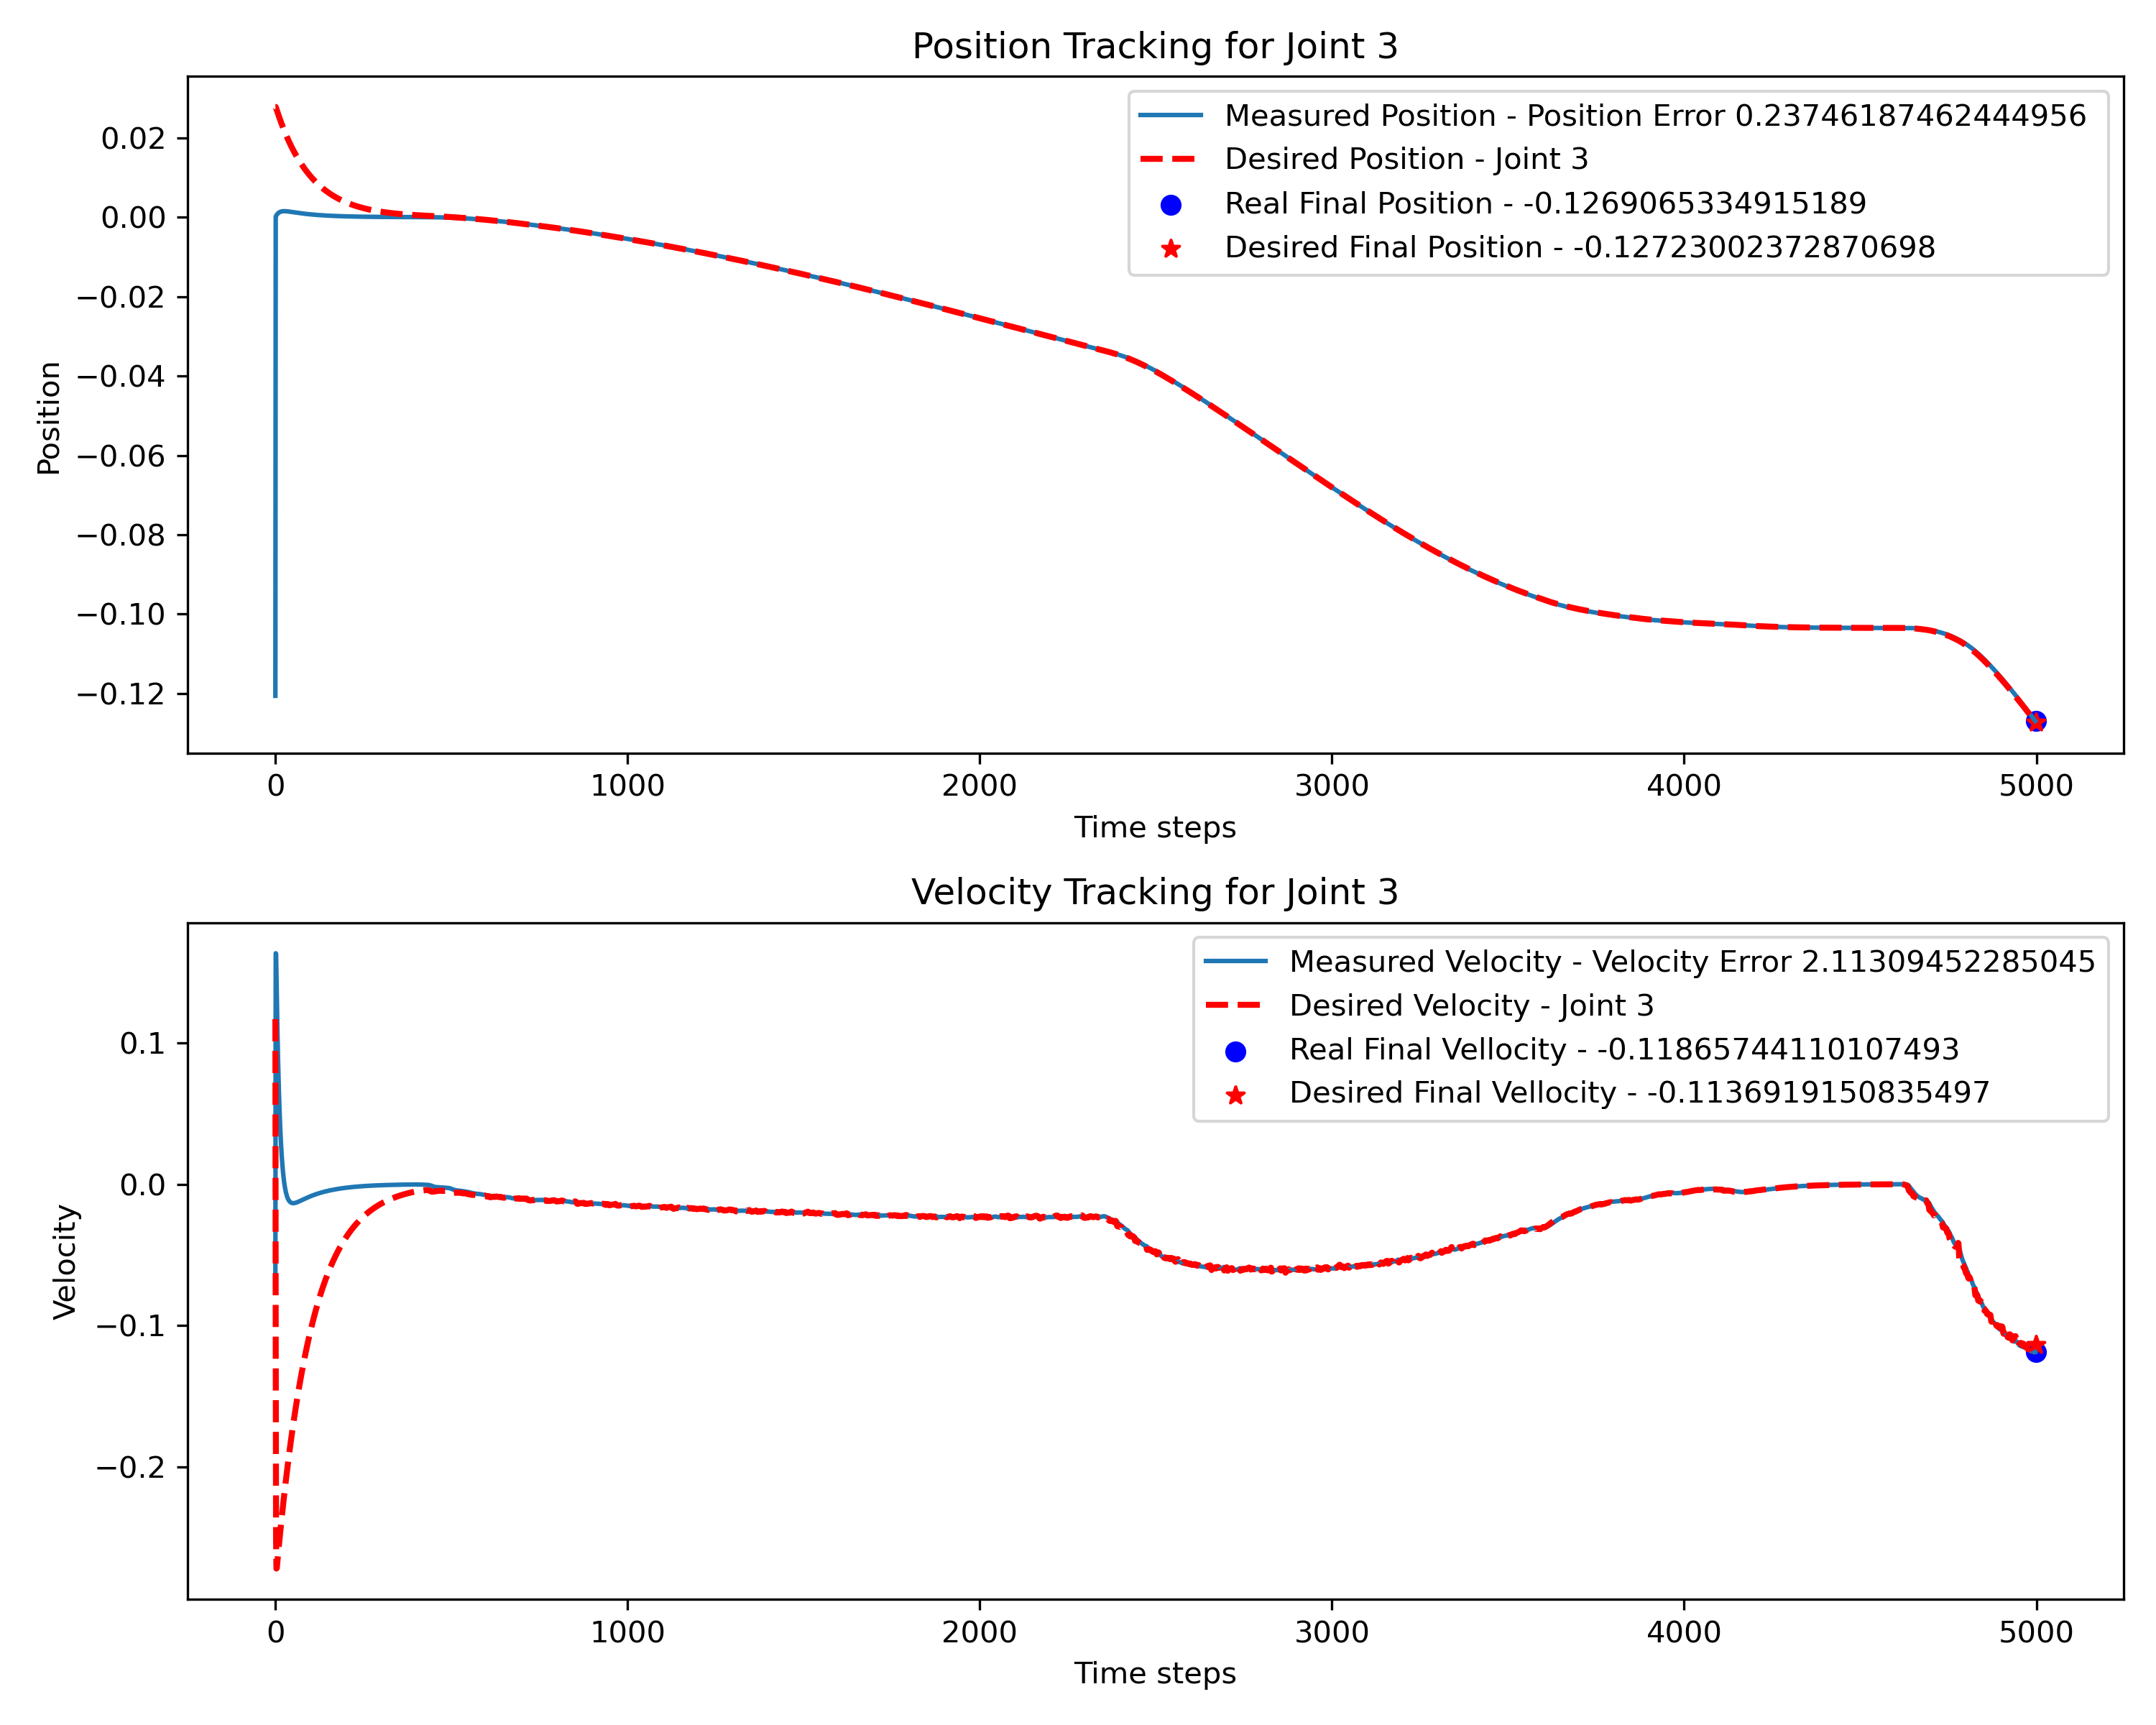 Position Tracking for Joint 3
Measured Position - Position Error 0.23746187462444956
Desired Position - Joint 3
Real Final Position - -0.1269065334915189
Desired Final Position - -0.12723002372870698
0.02
0.00
−0.02
−0.04
−0.06
−0.08
−0.10
−0.12
Position
0 1000 2000 3000 4000 5000
Time steps
Velocity Tracking for Joint 3
Measured Velocity - Velocity Error 2.11309452285045
Desired Velocity - Joint 3
Real Final Vellocity - -0.11865744110107493
Desired Final Vellocity - -0.1136919150835497
0.1
0.0
−0.1
−0.2
Velocity
0 1000 2000 3000 4000 5000
Time steps